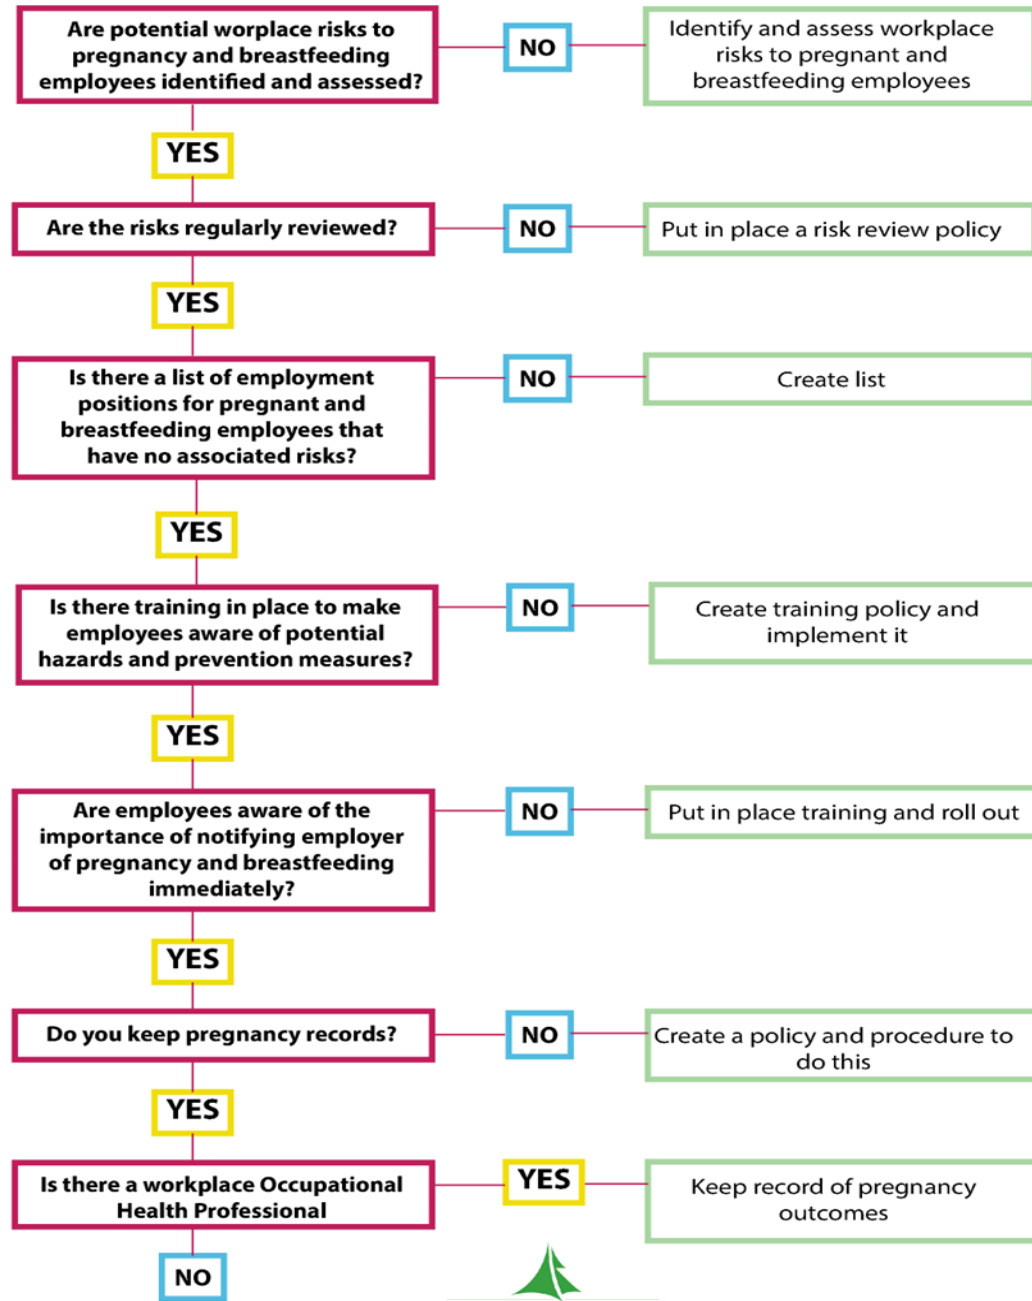 Are potential worplace risks to
pregnancy and breastfeeding
employees identified and assessed?
NO
Identify and assess workplace
risks to pregnant and
breastfeeding employees
YES
Are the risks regularly reviewed?
NO
Put in place a risk review policy
YES
Is there a list of employment
positions for pregnant and
breastfeeding employees that
have no associated risks?
NO
Create list
YES
Is there training in place to make
employees aware of potential
hazards and prevention measures?
NO
Create training policy and
implement it
YES
Are employees aware of the
importance of notifying employer
of pregnancy and breastfeeding
immediately?
NO
Put in place training and roll out
YES
Do you keep pregnancy records?
NO
Create a policy and procedure to
do this
YES
Is there a workplace Occupational
Health Professional
YES
Keep record of pregnancy
outcomes
NO